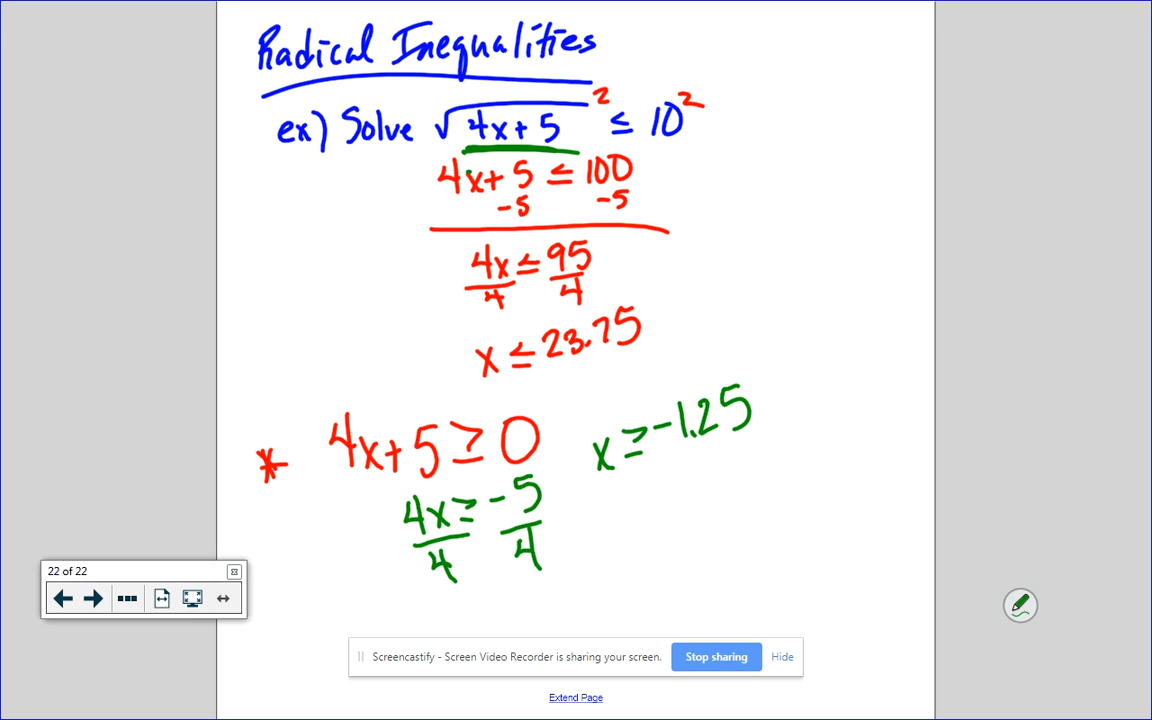 Radical Inequalities
ex) Solve √4x+5 ² ≤ 10²
4x+5 ≤ 100
-5 -5
4x ≤ 95
4 4
x ≤ 23.75
x ≥ -1.25
* 4x+5 ≥ 0
4x ≥ -5
4 4
22 of 22
Screencastify - Screen Video Recorder is sharing your screen. Stop sharing Hide
Extend Page